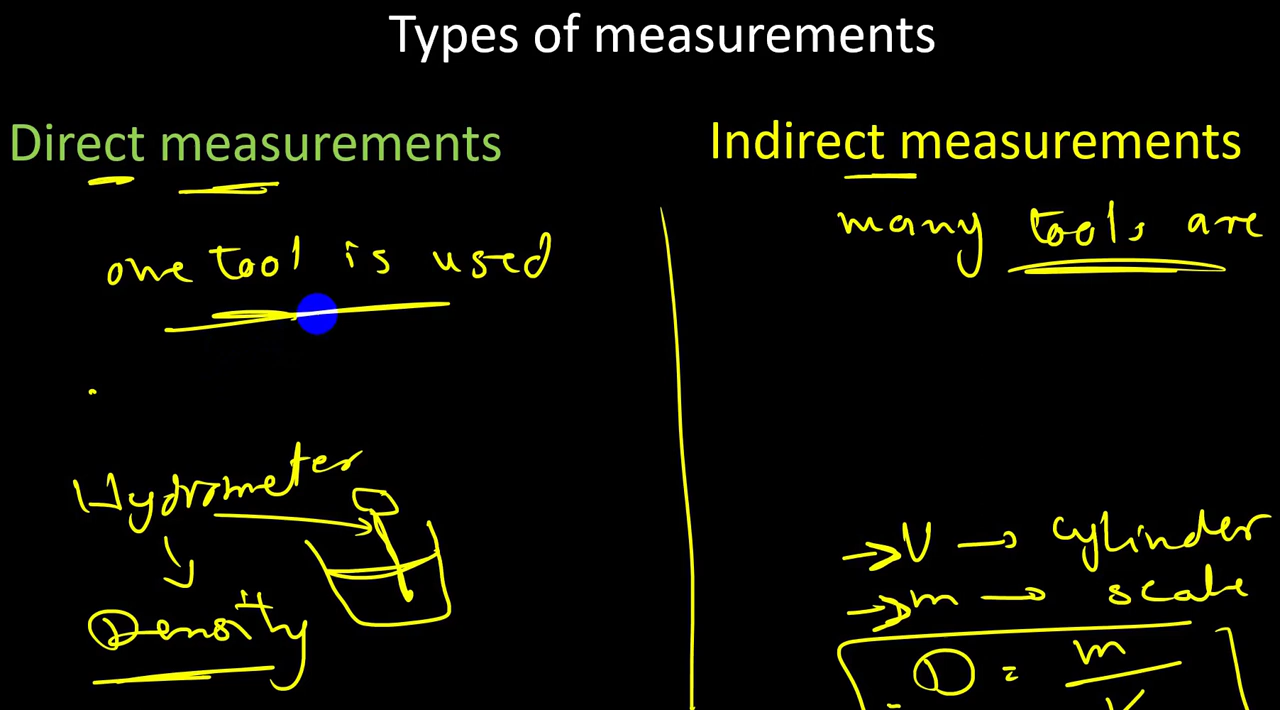 Types of measurements
Direct measurements
one tool is used
Hydrometer
Density
Indirect measurements
many tools are
V → cylinder
m → scale
D = m
V